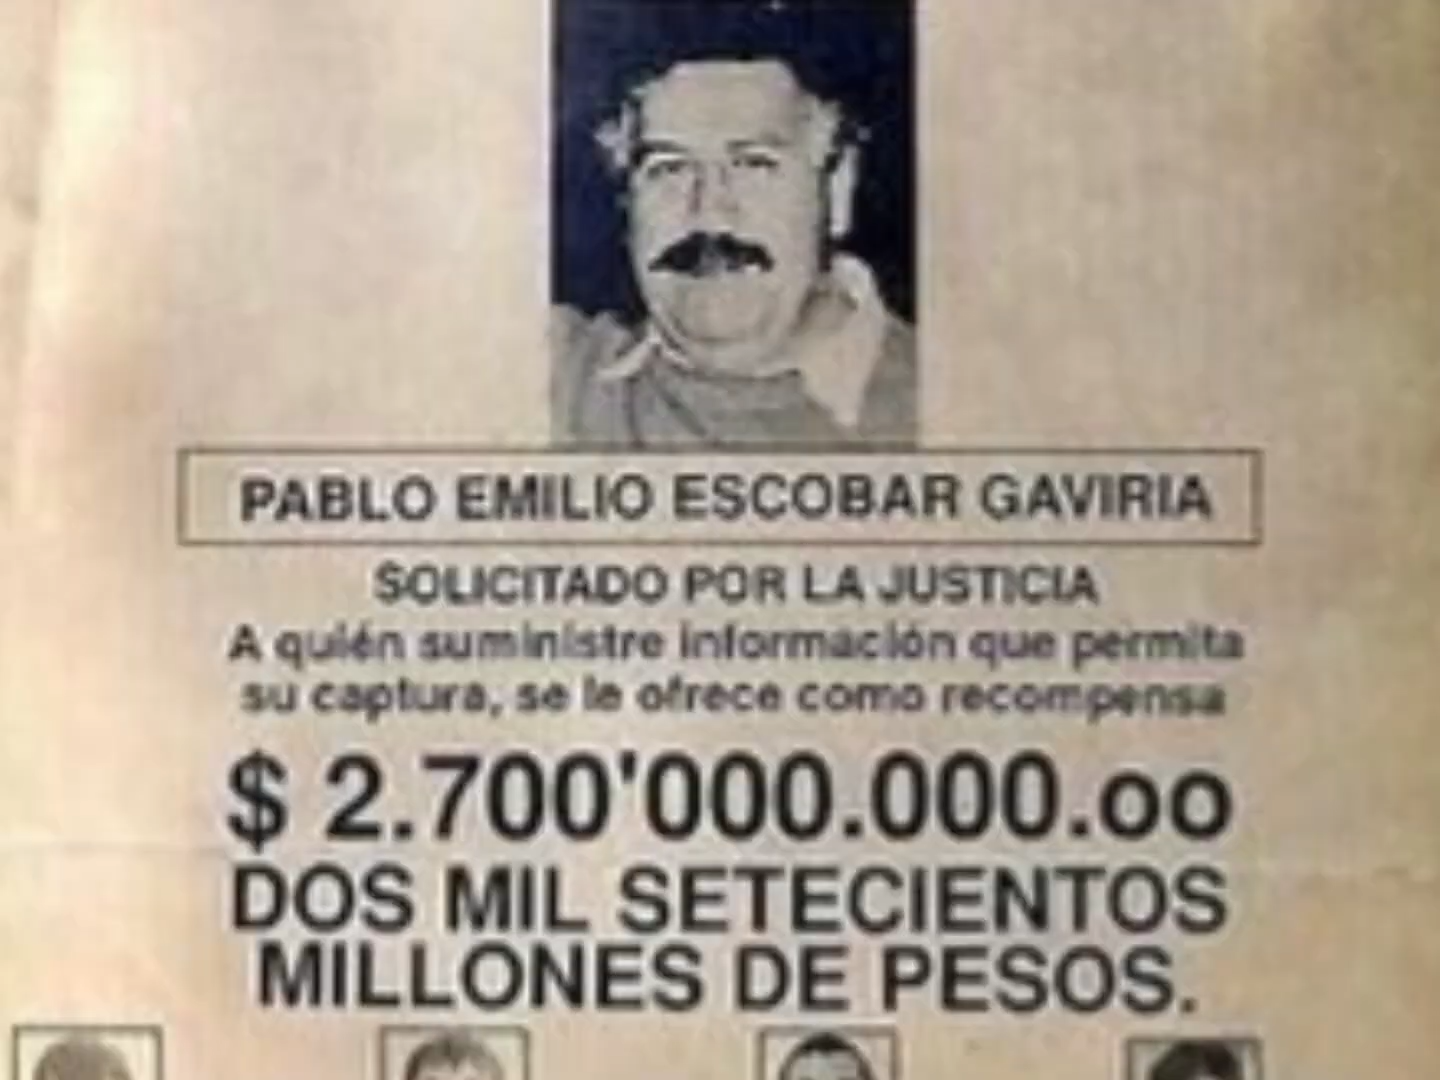 PABLO EMILIO ESCOBAR GAVIRIA
SOLICITADO POR LA JUSTICIA
A quién suministre información que permita
su captura, se le ofrece como recompensa
$ 2.700'000.000.oo
DOS MIL SETECIENTOS
MILLONES DE PESOS.